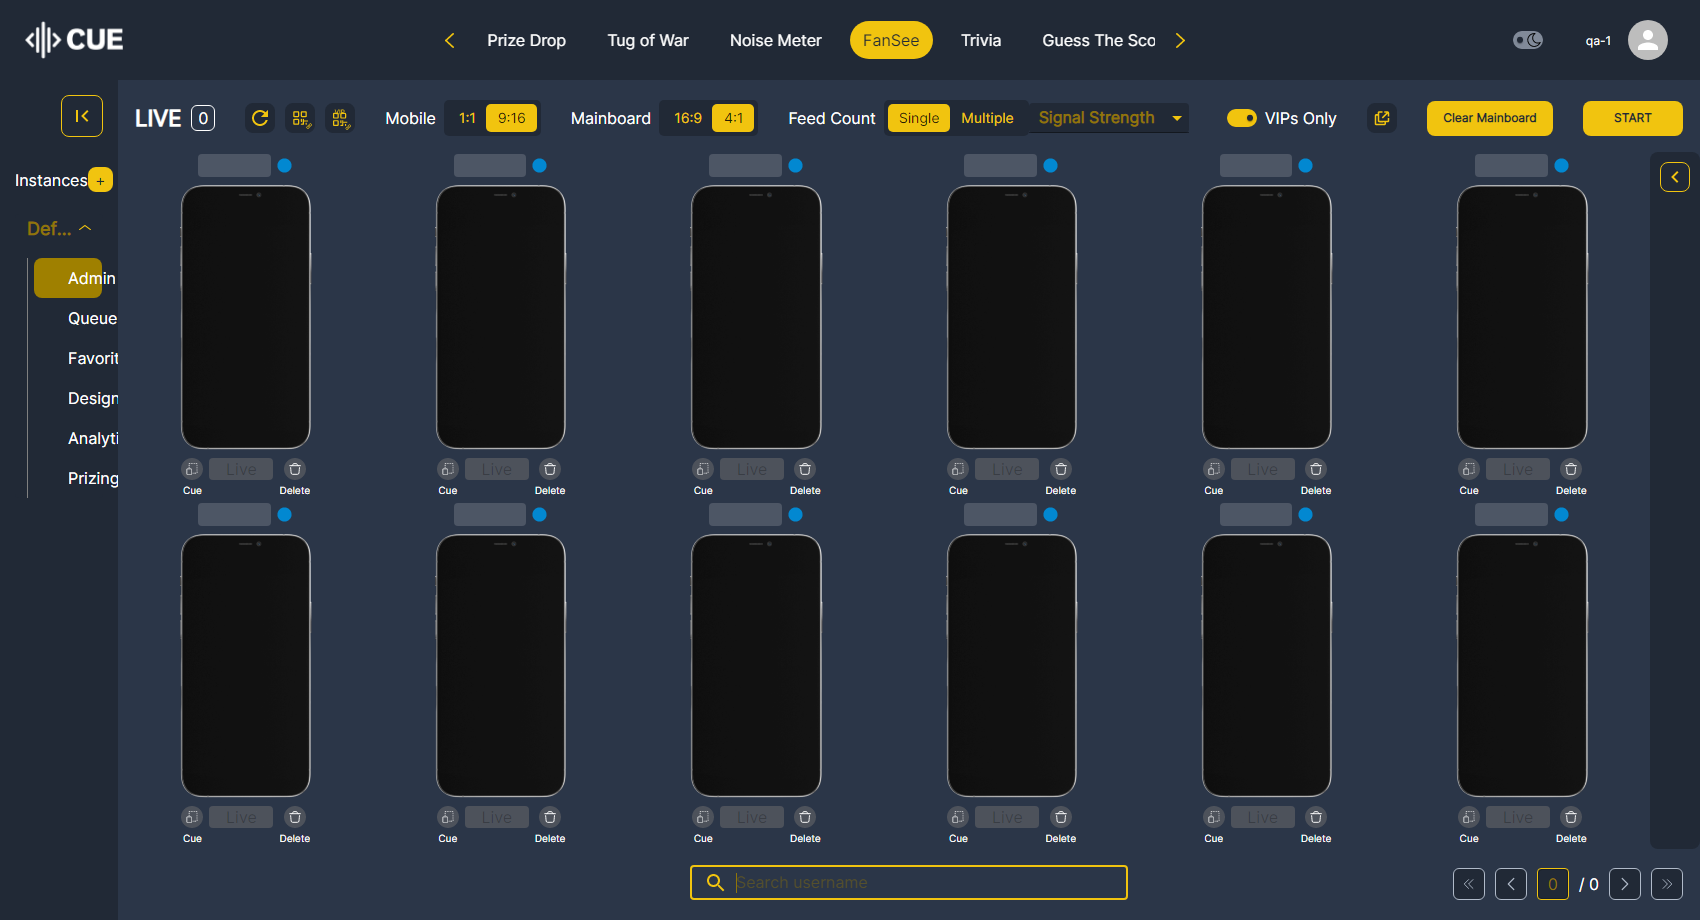 CUE
Prize Drop Tug of War Noise Meter FanSee Trivia Guess The Sco
qa-1
LIVE 0 Mobile 1:1 9:16 Mainboard 16:9 4:1 Feed Count Single Multiple Signal Strength VIPs Only Clear Mainboard START
Instances +
Def...
Admin
Queue
Favorit
Design
Analyti
Prizing
Live Live Live Live Live Live
Cue Delete Cue Delete Cue Delete Cue Delete Cue Delete Cue Delete
Live Live Live Live Live Live
Cue Delete Cue Delete Cue Delete Cue Delete Cue Delete Cue Delete
Search username
0 / 0